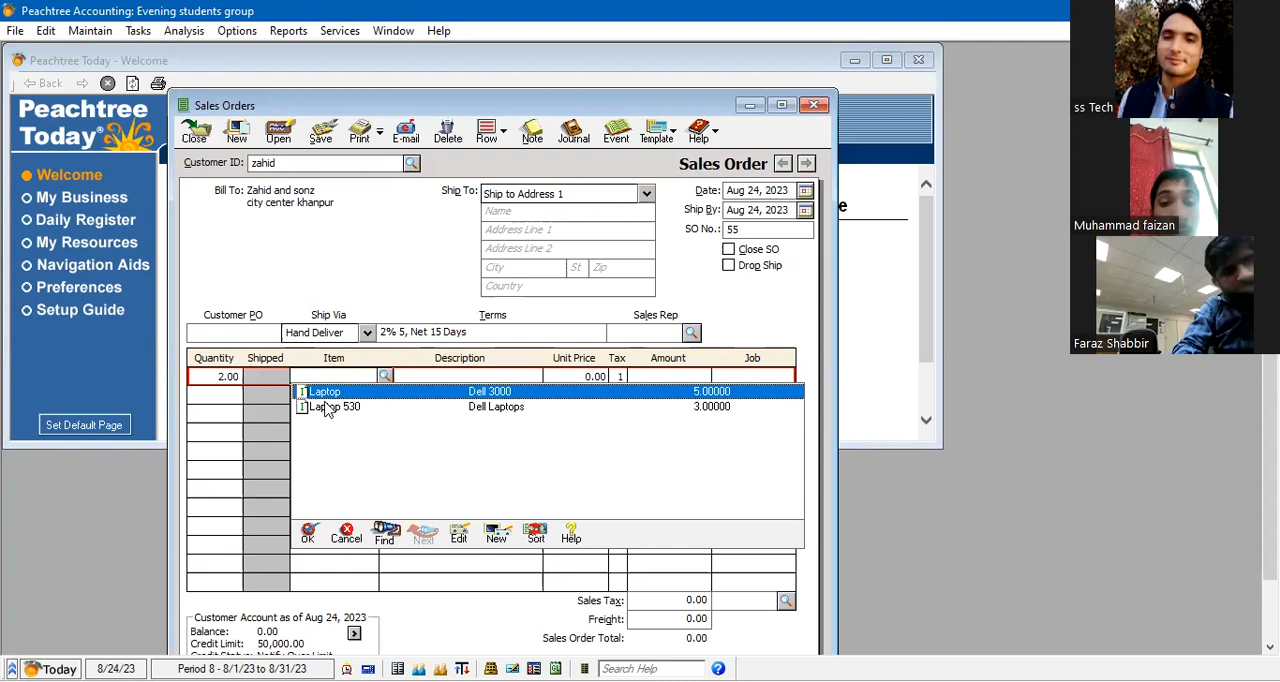 Peachtree Accounting: Evening students group
File Edit Maintain Tasks Analysis Options Reports Services Window Help
Peachtree Today - Welcome
Back
Peachtree
Today
Welcome
My Business
Daily Register
My Resources
Navigation Aids
Preferences
Setup Guide
Set Default Page
Sales Orders
Close New Open Save Print E-mail Delete Row Note Journal Event Template Help
Customer ID: zahid
Sales Order
Bill To: Zahid and sonz
city center khanpur
Ship To: Ship to Address 1
Name
Address Line 1
Address Line 2
City St Zip
Country
Date: Aug 24, 2023
Ship By: Aug 24, 2023
SO No.: 55
Close SO
Drop Ship
Customer PO Ship Via Terms Sales Rep
Hand Deliver 2% 5, Net 15 Days
Quantity Shipped Item Description Unit Price Tax Amount Job
2.00 0.00 1
Laptop Dell 3000 5.00000
Laptop 530 Dell Laptops 3.00000
OK Cancel Find Next Edit New Sort Help
Sales Tax: 0.00
Freight: 0.00
Sales Order Total: 0.00
Customer Account as of Aug 24, 2023
Balance: 0.00
Credit Limit: 50,000.00
Credit Status: Notify Over Limit
Today 8/24/23 Period 8 - 8/1/23 to 8/31/23 Search Help
ss Tech
Muhammad faizan
Faraz Shabbir